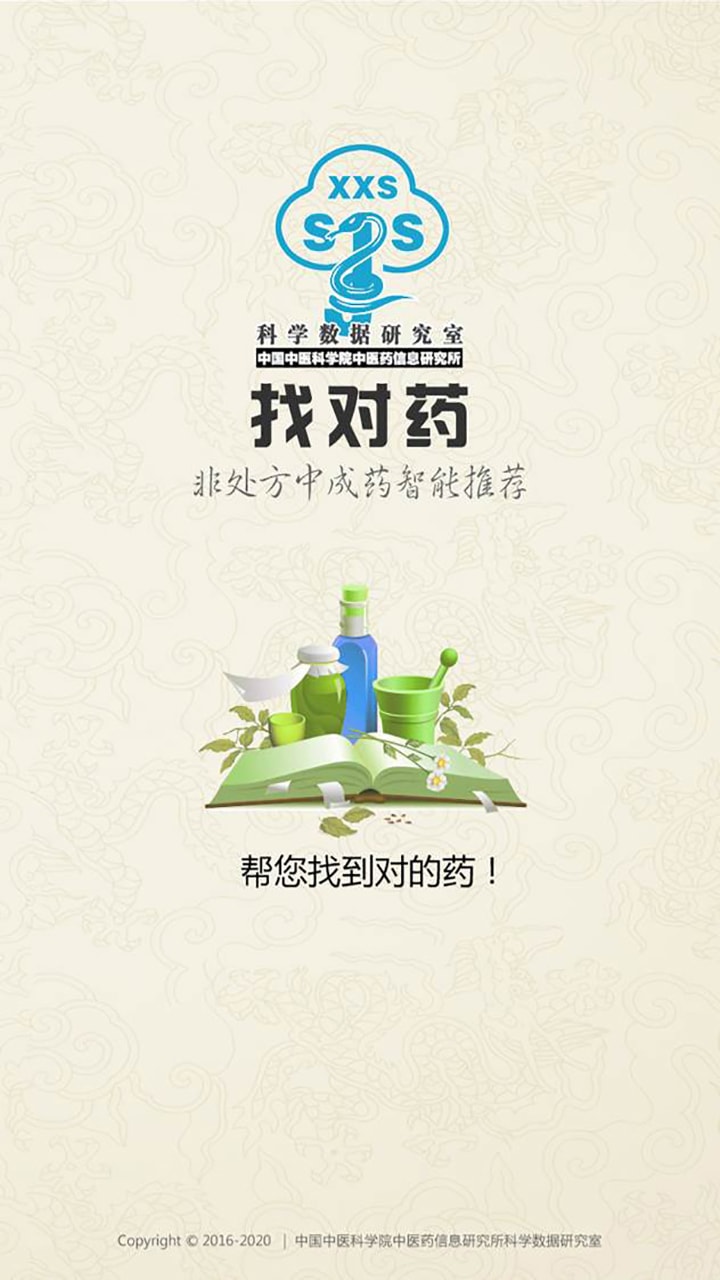 XXS
S S
科学数据研究室
中国中医科学院中医药信息研究所
找对药
非处方中成药智能推荐
帮您找到对的药！
Copyright © 2016-2020 | 中国中医科学院中医药信息研究所科学数据研究室